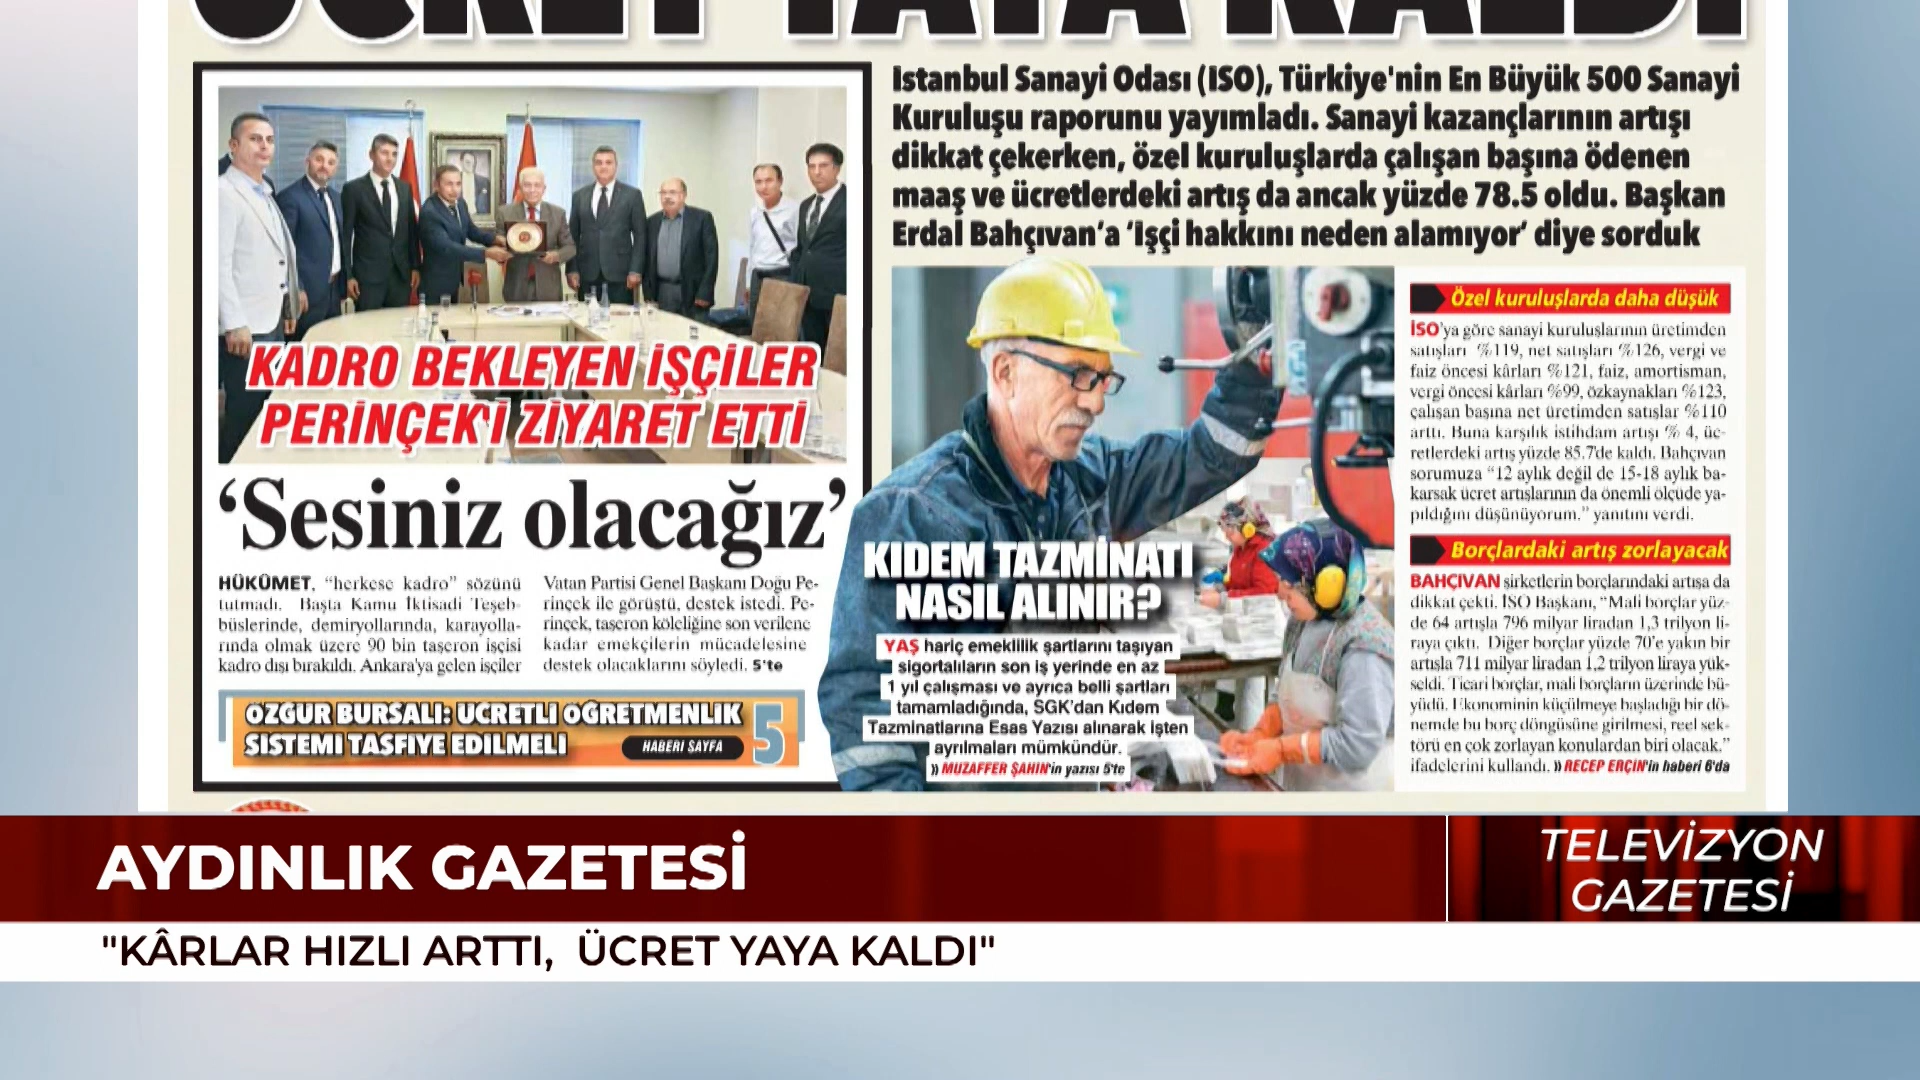 ÜCRET YAYA KALDI
İstanbul Sanayi Odası (İSO), Türkiye'nin En Büyük 500 Sanayi
Kuruluşu raporunu yayımladı. Sanayi kazançlarının artışı
dikkat çekerken, özel kuruluşlarda çalışan başına ödenen
maaş ve ücretlerdeki artış da ancak yüzde 78.5 oldu. Başkan
Erdal Bahçıvan'a 'İşçi hakkını neden alamıyor' diye sorduk
KADRO BEKLEYEN İŞÇİLER
PERİNÇEK'İ ZİYARET ETTİ
'Sesiniz olacağız'
HÜKÜMET, "herkese kadro" sözünü
tutmadı. Başta Kamu İktisadi Teşeb-
büslerinde, demiryollarında, karayolla-
rında olmak üzere 90 bin taşeron işçisi
kadro dışı bırakıldı. Ankara'ya gelen işçiler
Vatan Partisi Genel Başkanı Doğu Pe-
rinçek ile görüştü, destek istedi. Pe-
rinçek, taşeron köleliğine son verilene
kadar emekçilerin mücadelesine
destek olacaklarını söyledi. 5'te
ÖZGÜR BURSALI: ÜCRETLİ ÖĞRETMENLİK
SİSTEMİ TASFİYE EDİLMELİ
HABERİ SAYFA 5
KIDEM TAZMİNATI
NASIL ALINIR?
YAŞ hariç emeklilik şartlarını taşıyan
sigortalıların son iş yerinde en az
1 yıl çalışması ve ayrıca belli şartları
tamamladığında, SGK'dan Kıdem
Tazminatlarına Esas Yazısı alınarak işten
ayrılmaları mümkündür.
» MUZAFFER ŞAHİN'in yazısı 5'te
Özel kuruluşlarda daha düşük
İSO'ya göre sanayi kuruluşlarının üretimden
satışları %119, net satışları %126, vergi ve
faiz öncesi kârları %121, faiz, amortisman,
vergi öncesi kârları %99, özkaynakları %123,
çalışan başına net üretimden satışlar %110
arttı. Buna karşılık istihdam artışı % 4, üc-
retlerdeki artış yüzde 85.7'de kaldı. Bahçıvan
sorumuza "12 aylık değil de 15-18 aylık ba-
karsak ücret artışlarının da önemli ölçüde ya-
pıldığını düşünüyorum." yanıtını verdi.
Borçlardaki artış zorlayacak
BAHÇIVAN şirketlerin borçlarındaki artışa da
dikkat çekti. İSO Başkanı, "Mali borçlar yüz-
de 64 artışla 796 milyar liradan 1,3 trilyon li-
raya çıktı. Diğer borçlar yüzde 70'e yakın bir
artışla 711 milyar liradan 1,2 trilyon liraya yük-
seldi. Ticari borçlar, mali borçların üzerinde bü-
yüdü. Ekonominin küçülmeye başladığı bir dö-
nemde bu borç döngüsüne girilmesi, reel sek-
törü en çok zorlayan konulardan biri olacak."
ifadelerini kullandı. » RECEP ERÇİN'in haberi 6'da
AYDINLIK GAZETESİ
TELEVİZYON
GAZETESİ
"KÂRLAR HIZLI ARTTI, ÜCRET YAYA KALDI"